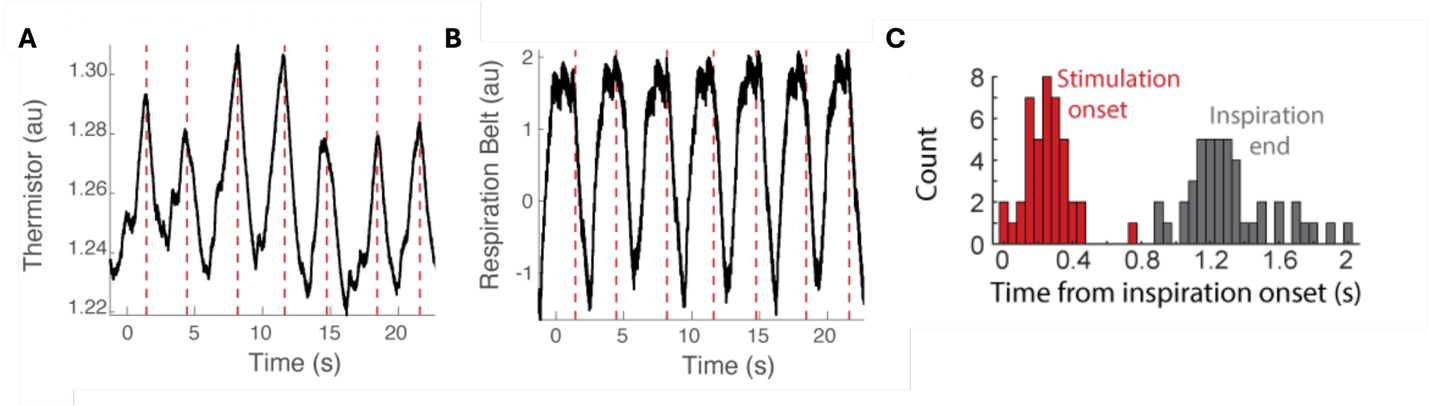 A
Thermistor (au)
1.30
1.28
1.26
1.24
1.22
0 5 10 15 20
Time (s)
B
Respiration Belt (au)
2
1
0
-1
0 5 10 15 20
Time (s)
C
Count
8
6
4
2
0
Stimulation
onset
Inspiration
end
0 0.4 0.8 1.2 1.6 2
Time from inspiration onset (s)